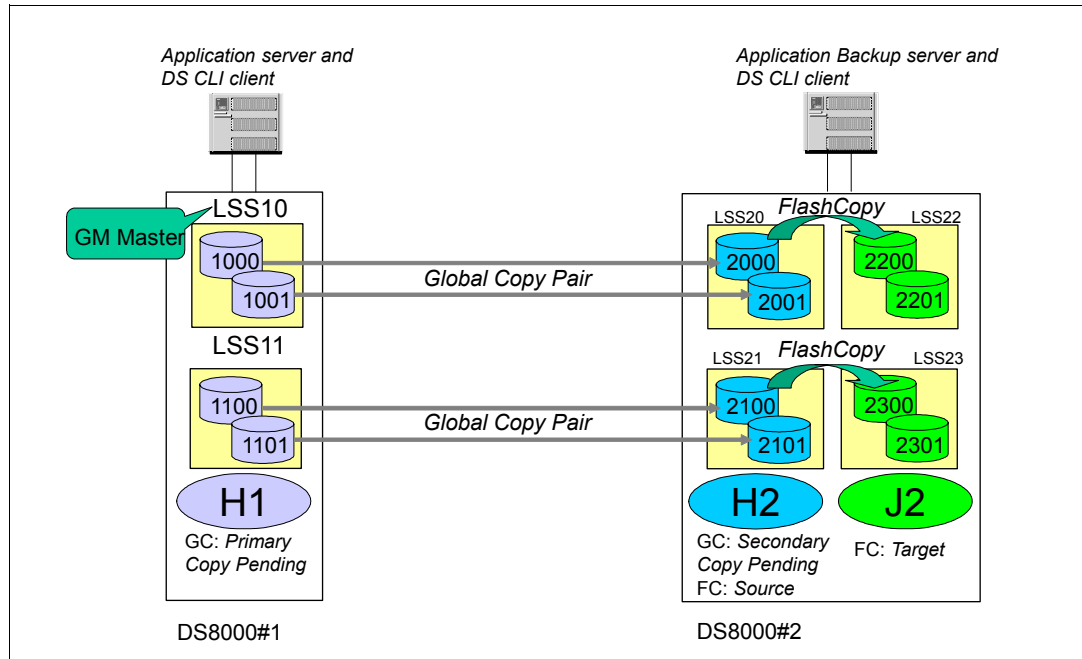 Application server and
DS CLI client
Application Backup server and
DS CLI client
LSS10
GM Master
1000
1001
Global Copy Pair
LSS20
FlashCopy
LSS22
2000
2001
2200
2201
LSS11
1100
1101
Global Copy Pair
LSS21
FlashCopy
LSS23
2100
2101
2300
2301
H1
H2
J2
GC: Primary
Copy Pending
GC: Secondary
Copy Pending
FC: Source
FC: Target
DS8000#1
DS8000#2